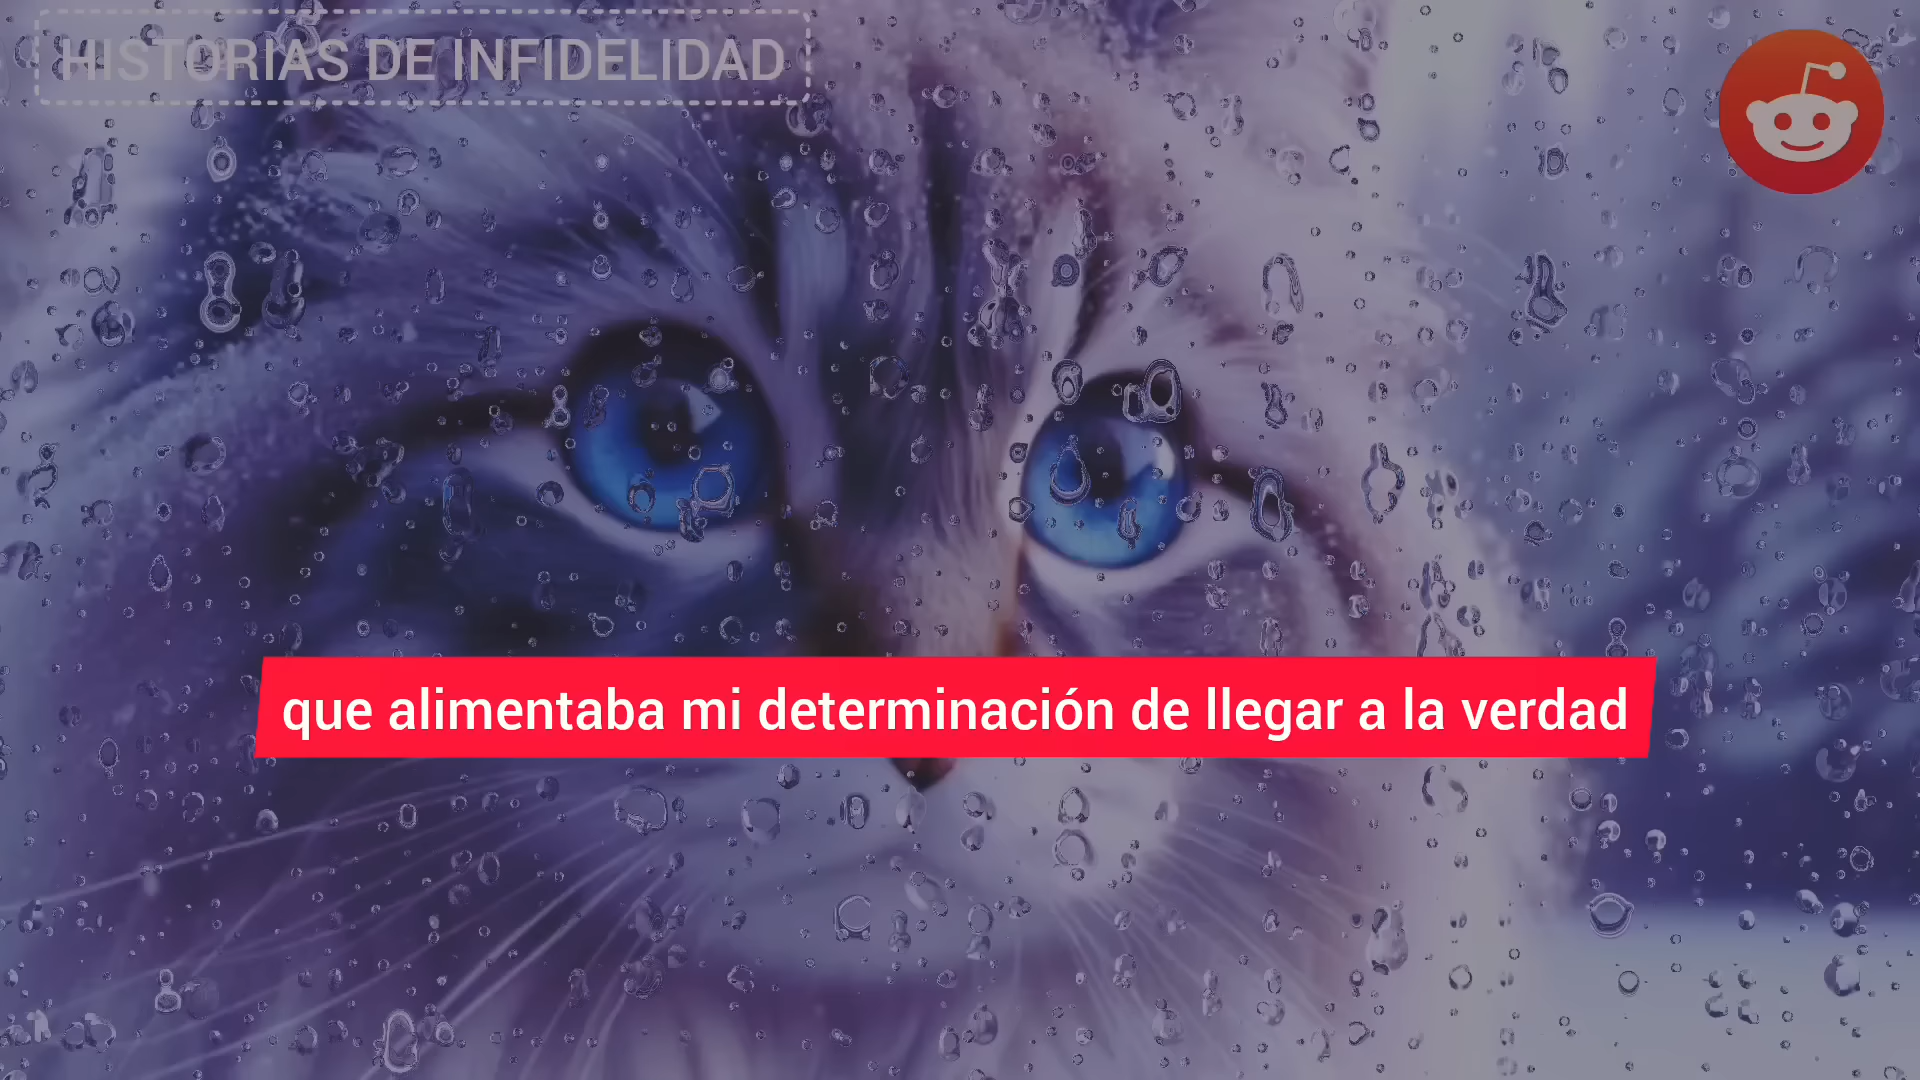 HISTORIAS DE INFIDELIDAD
que alimentaba mi determinación de llegar a la verdad